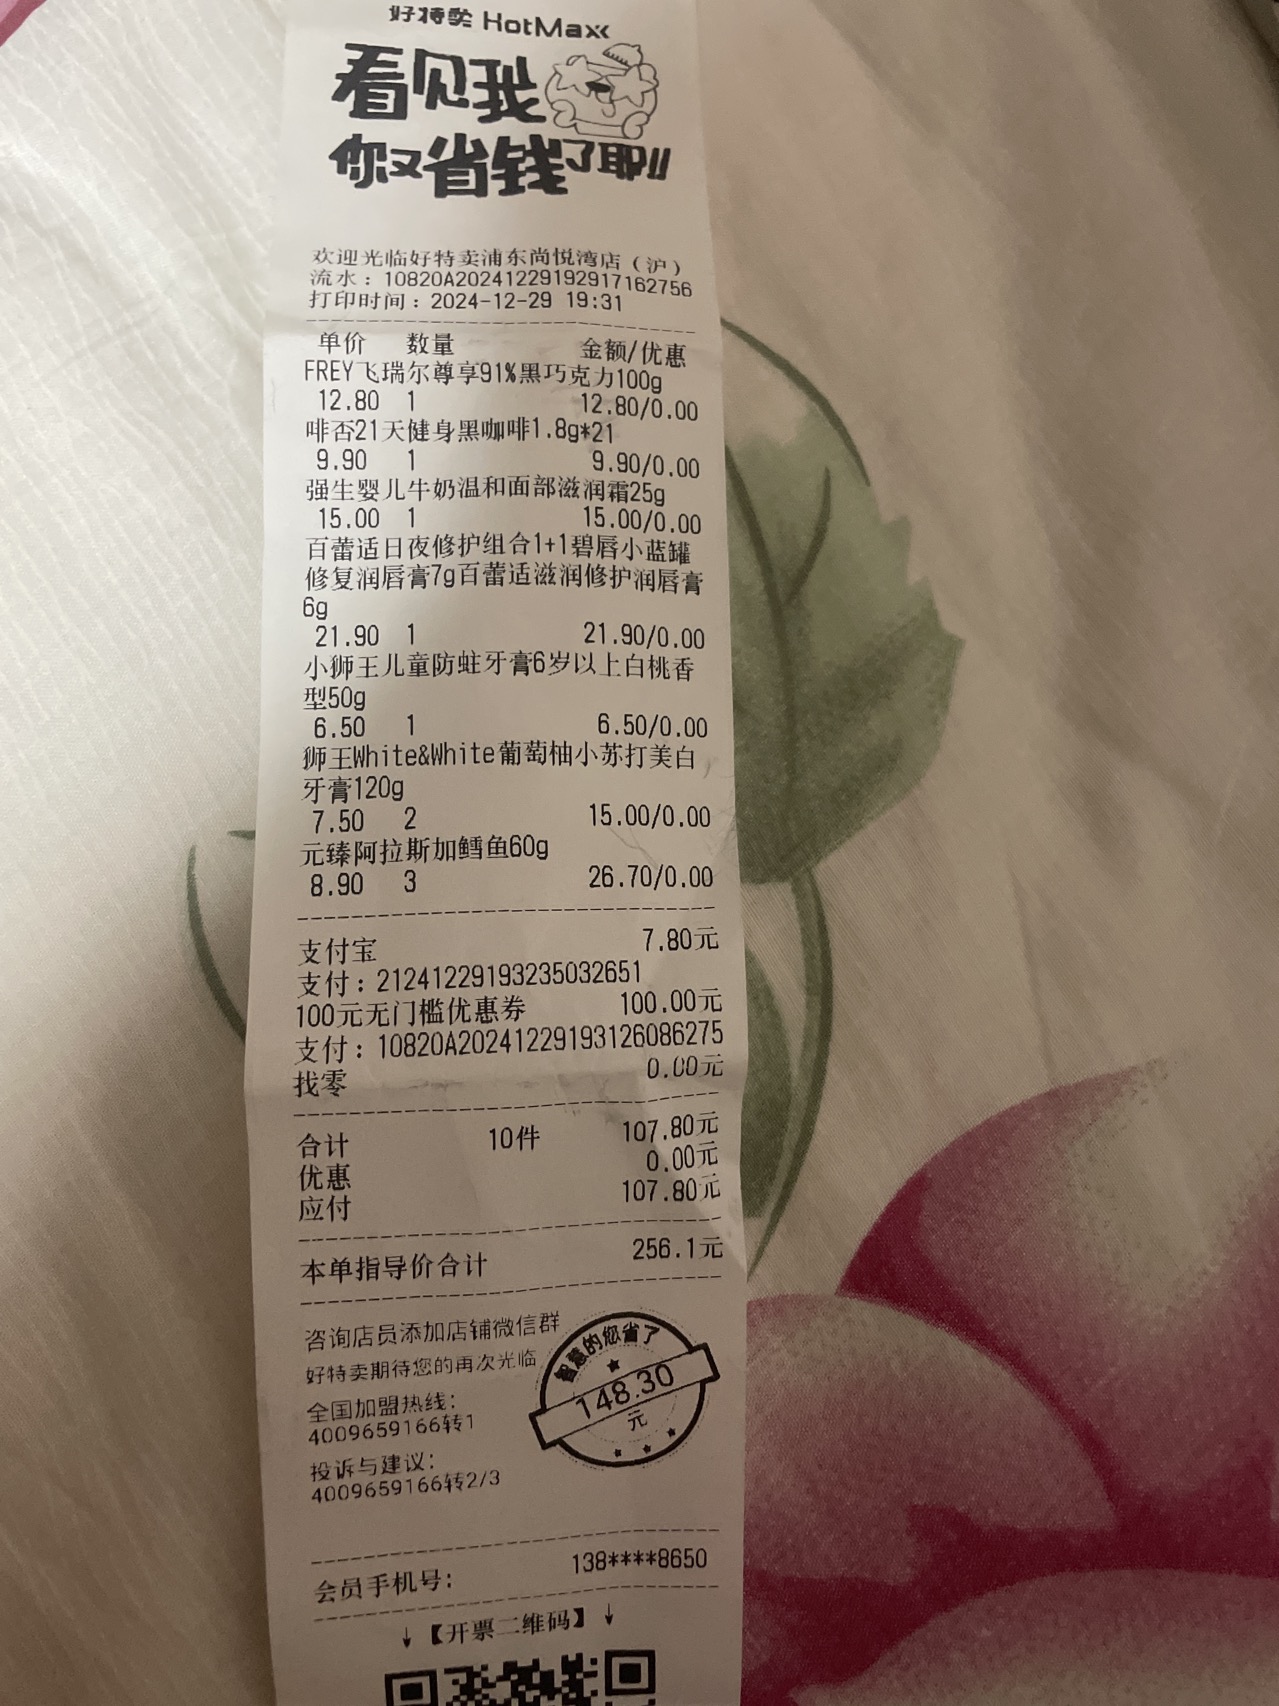 好特卖 HotMaxx
看见我
你又省钱了耶!!
欢迎光临好特卖浦东尚悦湾店（沪）
流水：10820A20241229192917162756
打印时间：2024-12-29 19:31
单价 数量 金额/优惠
FREY飞瑞尔尊享91%黑巧克力100g
12.80 1 12.80/0.00
啡否21天健身黑咖啡1.8g*21
9.90 1 9.90/0.00
强生婴儿牛奶温和面部滋润霜25g
15.00 1 15.00/0.00
百蕾适日夜修护组合1+1碧唇小蓝罐
修复润唇膏7g百蕾适滋润修护润唇膏
6g
21.90 1 21.90/0.00
小狮王儿童防蛀牙膏6岁以上白桃香
型50g
6.50 1 6.50/0.00
狮王White&White葡萄柚小苏打美白
牙膏120g
7.50 2 15.00/0.00
元臻阿拉斯加鳕鱼60g
8.90 3 26.70/0.00
支付宝 7.80元
支付：21241229193235032651
100元无门槛优惠券 100.00元
支付：10820A20241229193126086275
找零 0.00元
合计 10件 107.80元
优惠 0.00元
应付 107.80元
本单指导价合计 256.1元
咨询店员添加店铺微信群
好特卖期待您的再次光临
全国加盟热线：
4009659166转1
投诉与建议：
4009659166转2/3
智慧的您省了
148.30
元
会员手机号： 138****8650
↓【开票二维码】↓